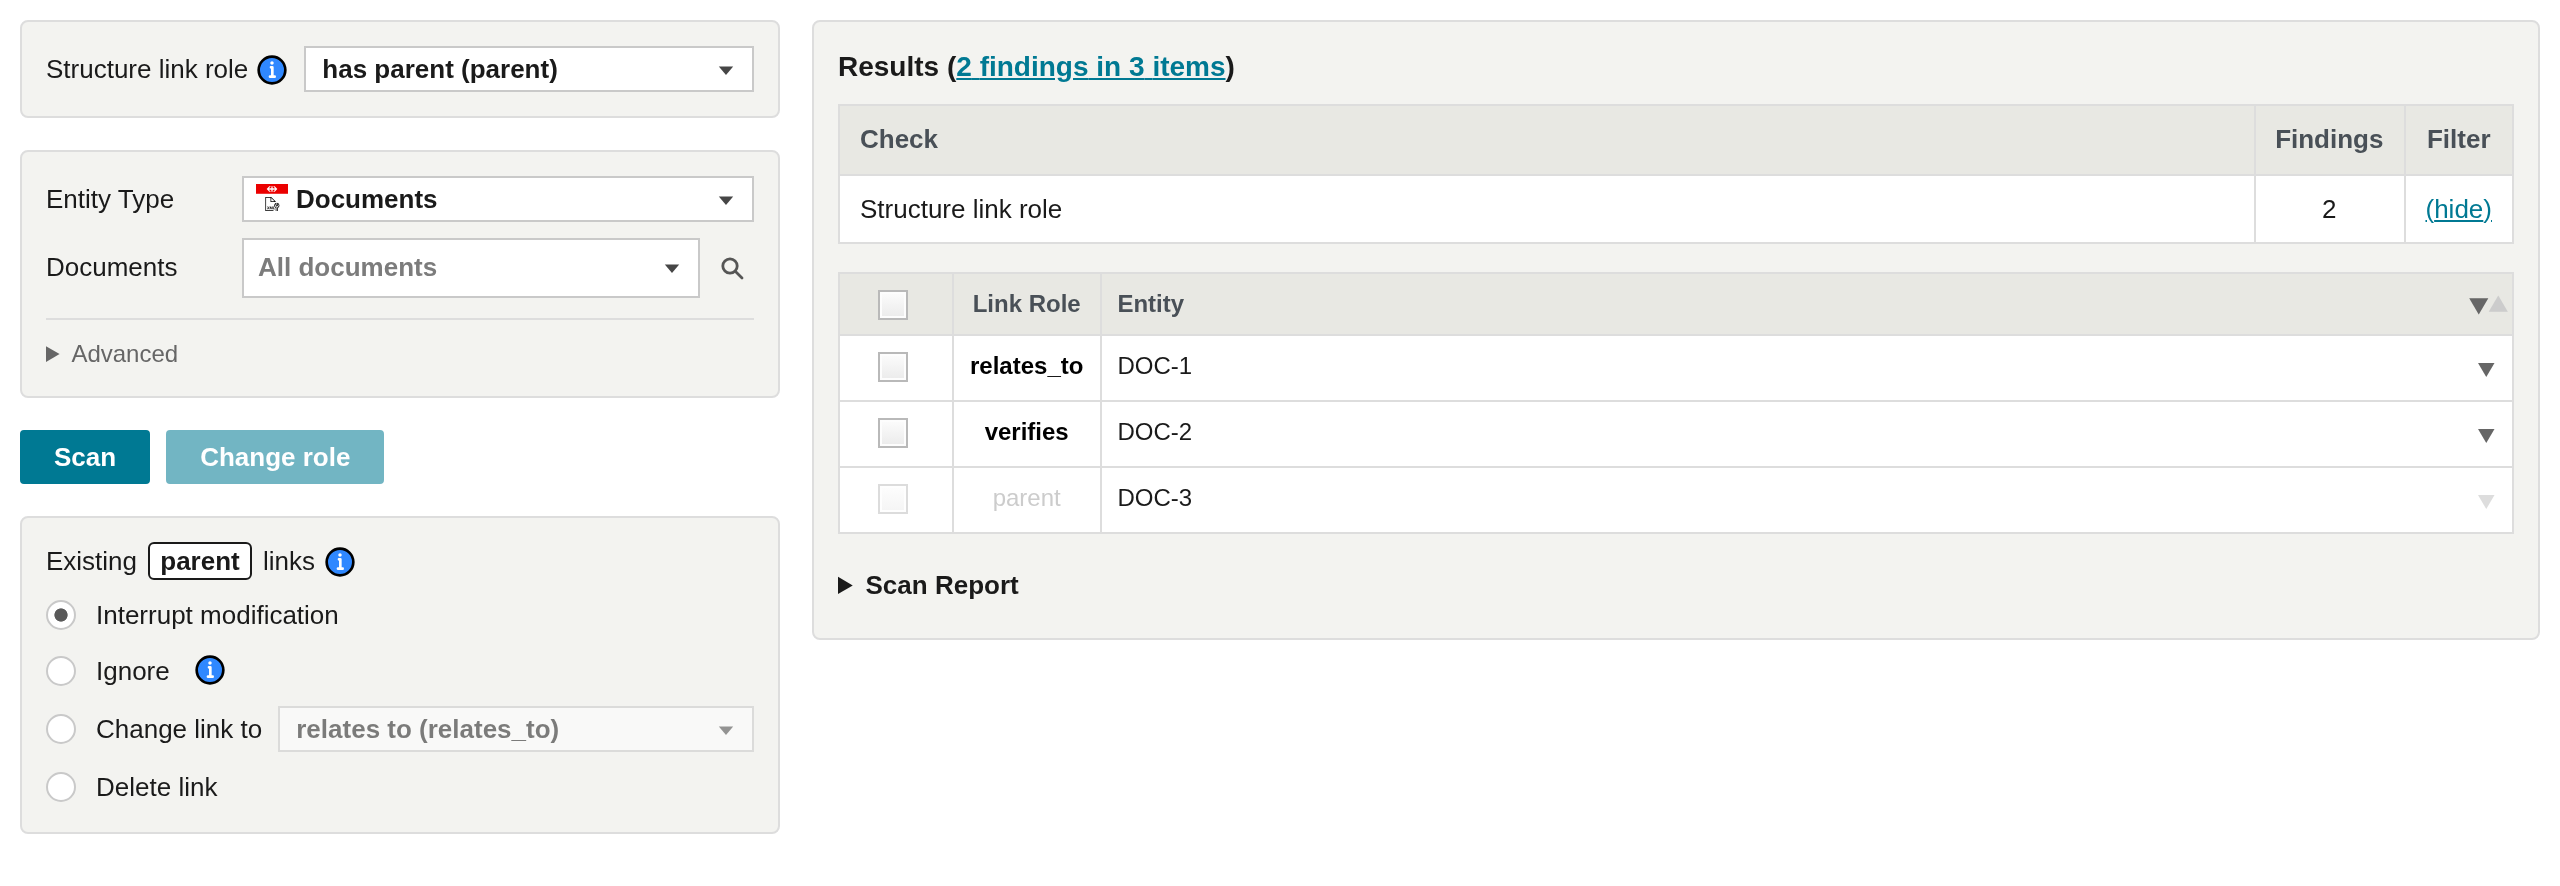 Structure link role has parent (parent)
Entity Type Documents
Documents All documents
Advanced
Scan Change role
Existing parent links
Interrupt modification
Ignore
Change link to relates to (relates_to)
Delete link
Results (2 findings in 3 items)
Check Findings Filter
Structure link role 2 (hide)
Link Role Entity
relates_to DOC-1
verifies DOC-2
parent DOC-3
Scan Report